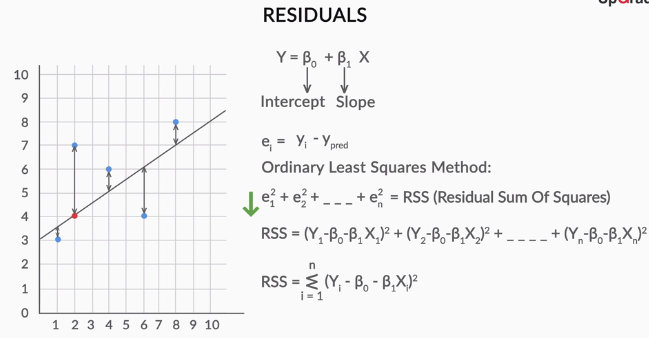 UpGrad
RESIDUALS
Y = β₀ + β₁ X
Intercept Slope
eᵢ = Yᵢ - Y_pred
Ordinary Least Squares Method:
e₁² + e₂² + _ _ _ + eₙ² = RSS (Residual Sum Of Squares)
RSS = (Y₁-β₀-β₁X₁)² + (Y₂-β₀-β₁X₂)² + _ _ _ _ + (Yₙ-β₀-β₁Xₙ)²
n
RSS = Σ (Yᵢ - β₀ - β₁Xᵢ)²
i = 1
10
9
8
7
6
5
4
3
2
1
0
1 2 3 4 5 6 7 8 9 10